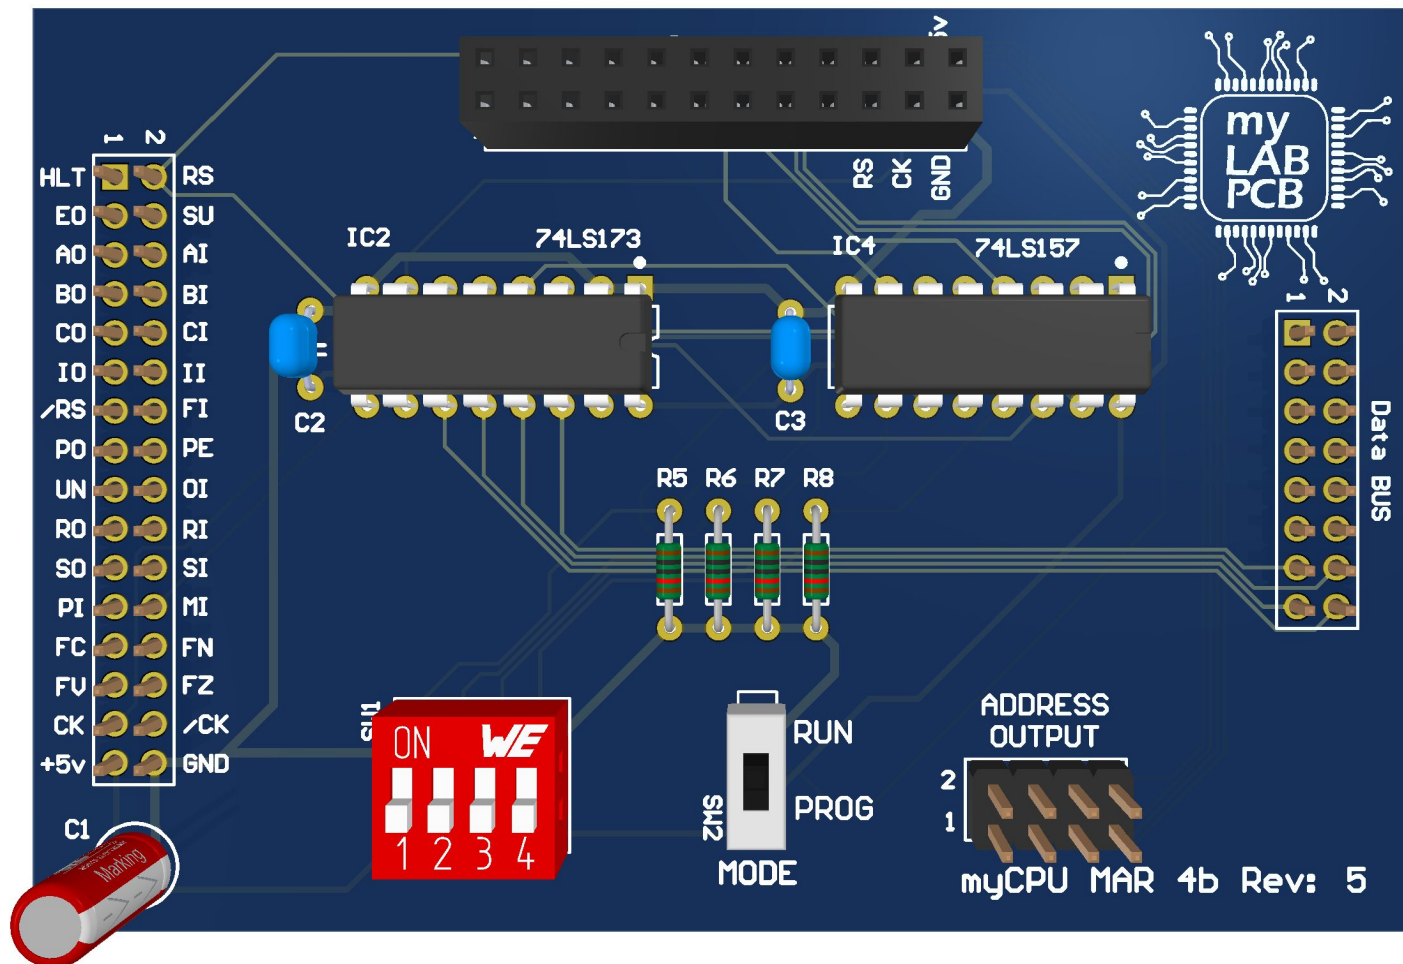 my
LAB
PCB
RS
CK
GND
1 2
HLT RS
EO SU
AO AI
BO BI
CO CI
IO II
/RS FI
PO PE
UN OI
RO RI
SO SI
PI MI
FC FN
FV FZ
CK /CK
+5v GND
IC2 74LS173
IC4 74LS157
C2
C3
1 2
Data BUS
R5 R6 R7 R8
SW1
ON WE
1 2 3 4
RUN
PROG
SW2
MODE
ADDRESS
OUTPUT
2
1
C1
Marking
myCPU MAR 4b Rev: 5